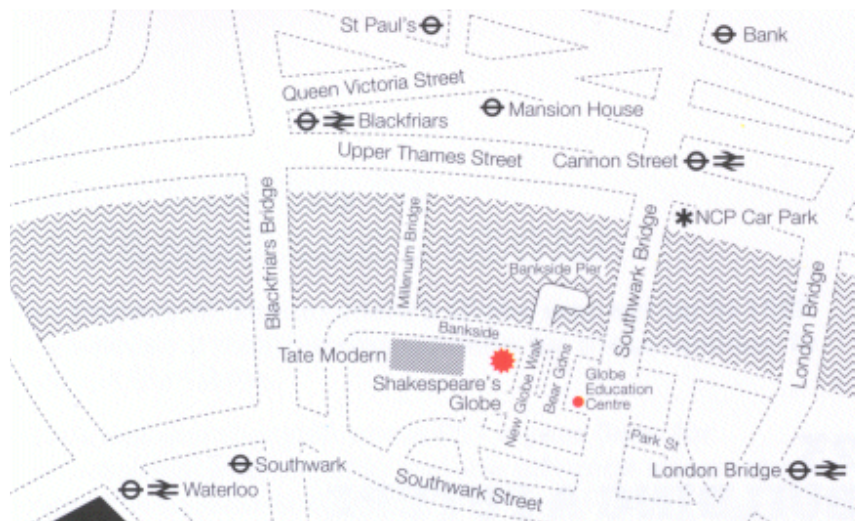 St Paul's
Bank
Queen Victoria Street
Mansion House
Blackfriars
Upper Thames Street
Cannon Street
NCP Car Park
Blackfriars Bridge
Millenuim Bridge
Southwark Bridge
London Bridge
Bankside Pier
Bankside
Tate Modern
Shakespeare's
Globe
New Globe Walk
Bear Gdns
Globe
Education
Centre
Park St
Southwark
Waterloo
Southwark Street
London Bridge